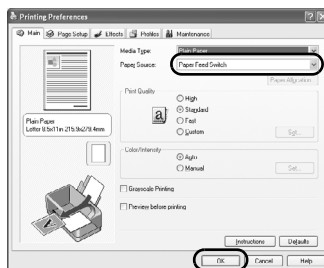 Printing Preferences
Main Page Setup Effects Profiles Maintenance
Media Type: Plain Paper
Paper Source: Paper Feed Switch
Paper Allocation...
Print Quality
High
Standard
Fast
Custom Set...
Plain Paper
Letter 8.5x11in 215.9x279.4mm
Color/Intensity
Auto
Manual Set...
Grayscale Printing
Preview before printing
Instructions Defaults
OK Cancel Help